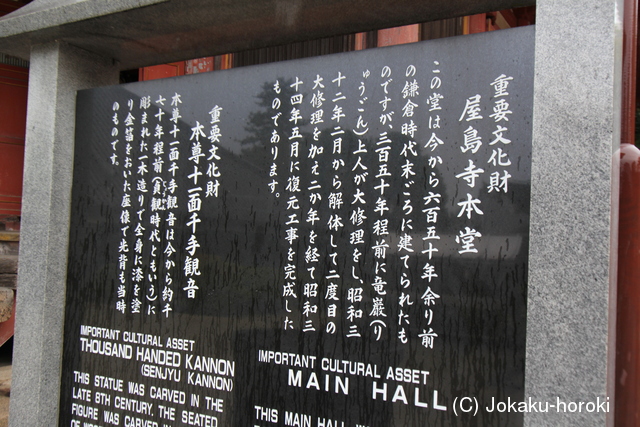 重要文化財
屋島寺本堂
この堂は今から六百五十年余り前
の鎌倉時代末ごろに建てられたも
のですが三百五十年程前に竜巌(り
ゅうごん)上人が大修理をし、昭和三
十二年二月から解体して二度目の
大修理を加え二か年を経て昭和三
十四年五月に復元工事を完成した
ものであります。
重要文化財
本尊十一面千手観音
本尊十一面千手観音は今から約千
七十年程前(貞観時代ともいう)に
彫まれた一木造りで全身に漆を塗
り金箔をおいた座像で光背も当時
のものです。
IMPORTANT CULTURAL ASSET
THOUSAND HANDED KANNON
(SENJYU KANNON)
THIS STATUE WAS CARVED IN THE
LATE 8TH CENTURY. THE SEATED
FIGURE WAS CARVED
IMPORTANT CULTURAL ASSET
MAIN HALL
THIS MAIN HALL
(C) Jokaku-horoki